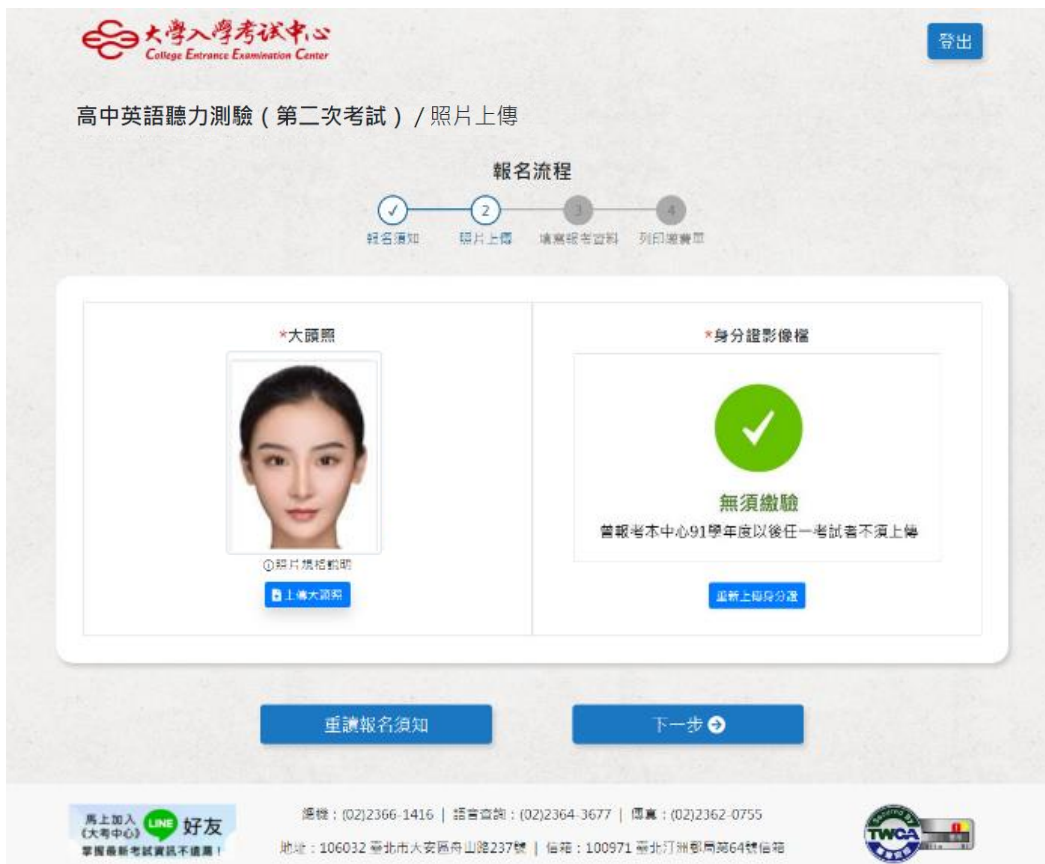 大學入學考試中心
College Entrance Examination Center
登出
高中英語聽力測驗（第二次考試） / 照片上傳
報名流程
2
3
4
報名須知
照片上傳
填寫報考資料
列印繳費單
*大頭照
*身分證影像檔
無須繳驗
曾報考本中心91學年度以後任一考試者不須上傳
照片規格說明
上傳大頭照
重新上傳身分證
重讀報名須知
下一步
馬上加入
《大考中心》
LINE
好友
掌握最新考試資訊不遺漏！
總機：(02)2366-1416 | 語音查詢：(02)2364-3677 | 傳真：(02)2362-0755
地址：106032 臺北市大安區舟山路237號 | 信箱：100971 臺北汀洲郵局第64號信箱
Secured By
TWCA